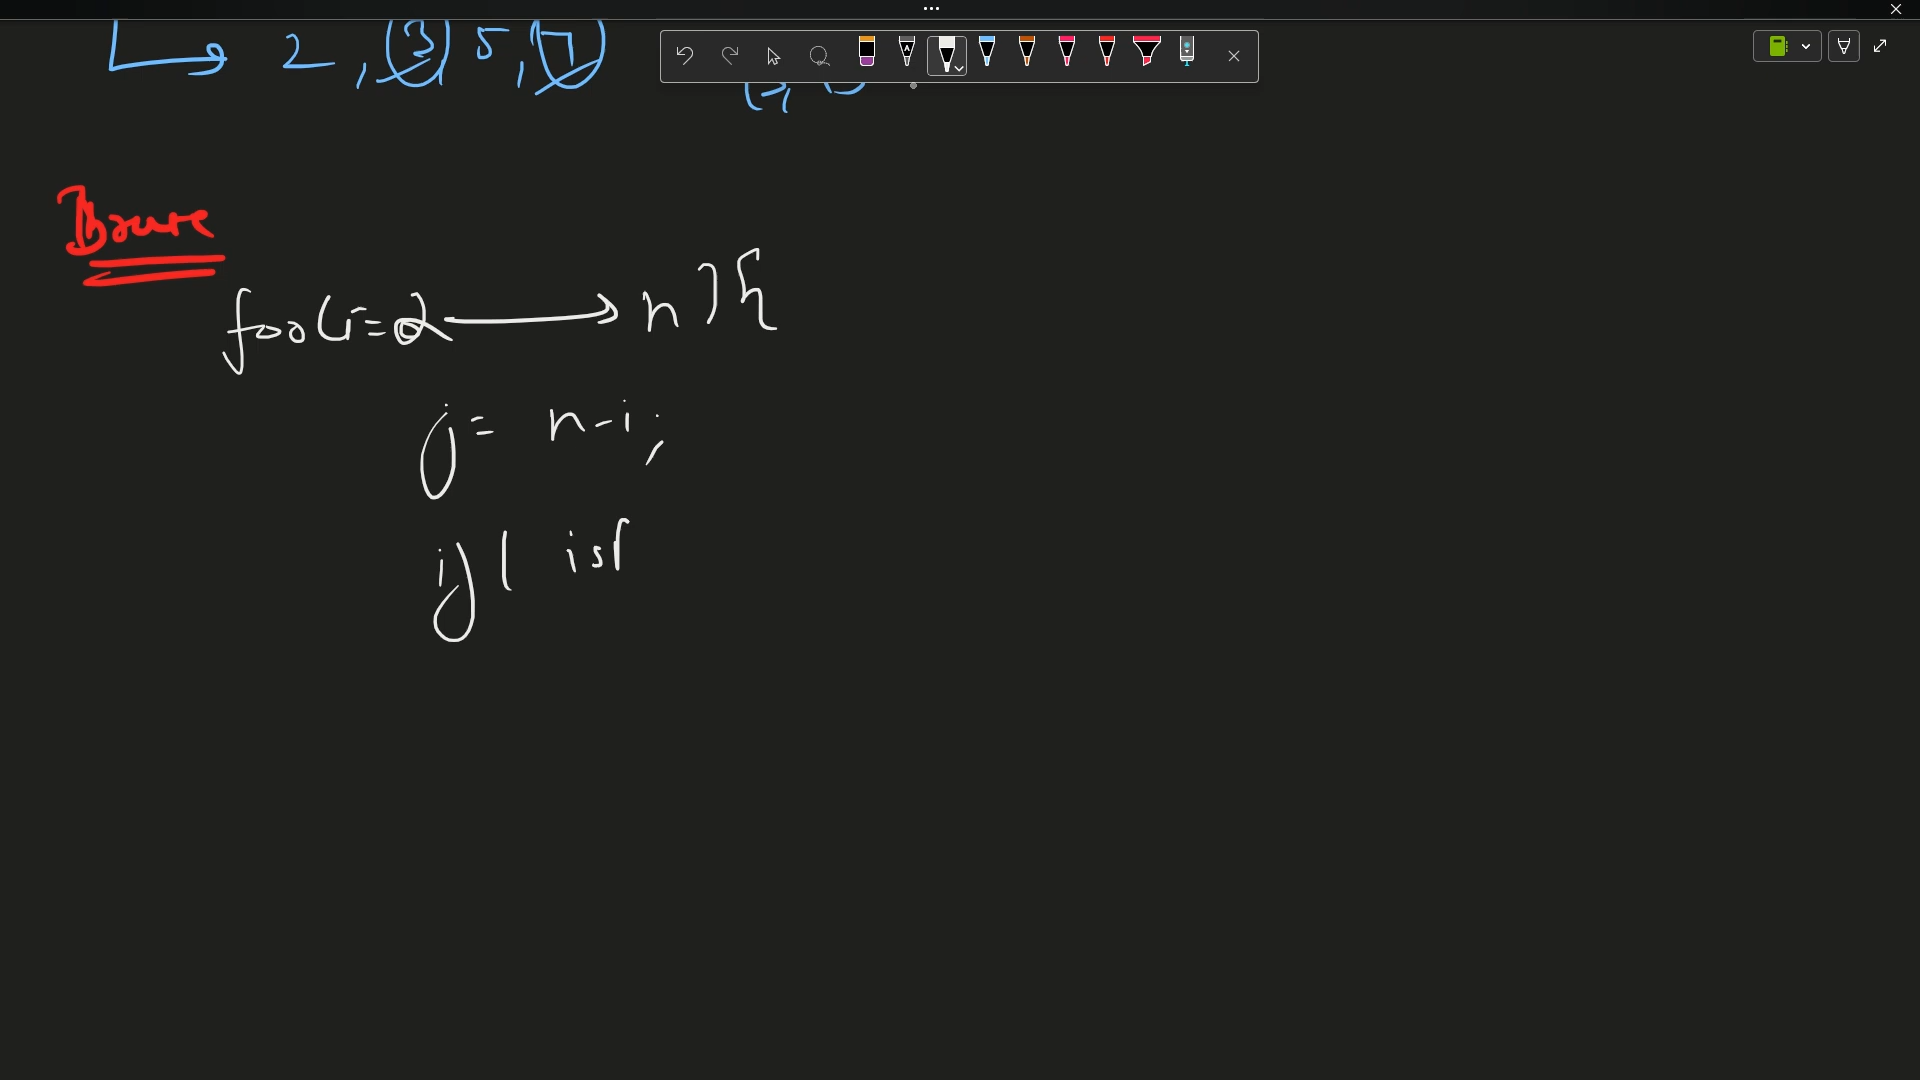 2, 3, 5, 7
Brute
for(i=2 → n){
j = n-i;
if( isP